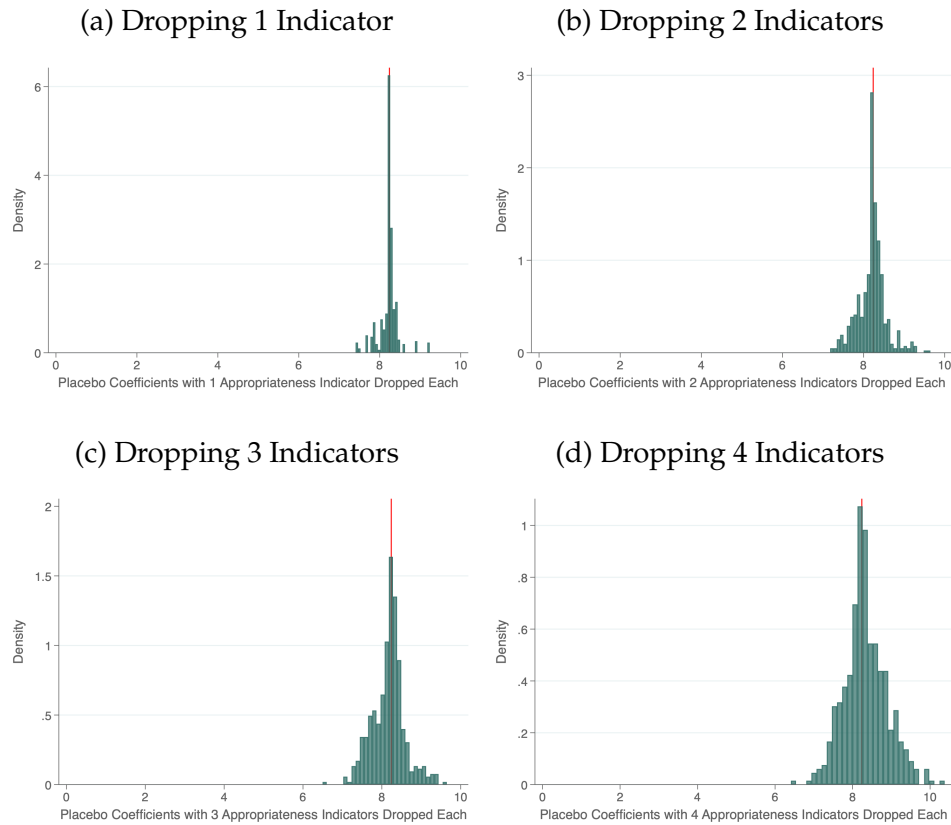 (a) Dropping 1 Indicator
(b) Dropping 2 Indicators
6
4
2
0
Density
0 2 4 6 8 10
Placebo Coefficients with 1 Appropriateness Indicator Dropped Each
3
2
1
0
Density
0 2 4 6 8 10
Placebo Coefficients with 2 Appropriateness Indicators Dropped Each
(c) Dropping 3 Indicators
(d) Dropping 4 Indicators
2
1.5
1
.5
0
Density
0 2 4 6 8 10
Placebo Coefficients with 3 Appropriateness Indicators Dropped Each
1
.8
.6
.4
.2
0
Density
0 2 4 6 8 10
Placebo Coefficients with 4 Appropriateness Indicators Dropped Each